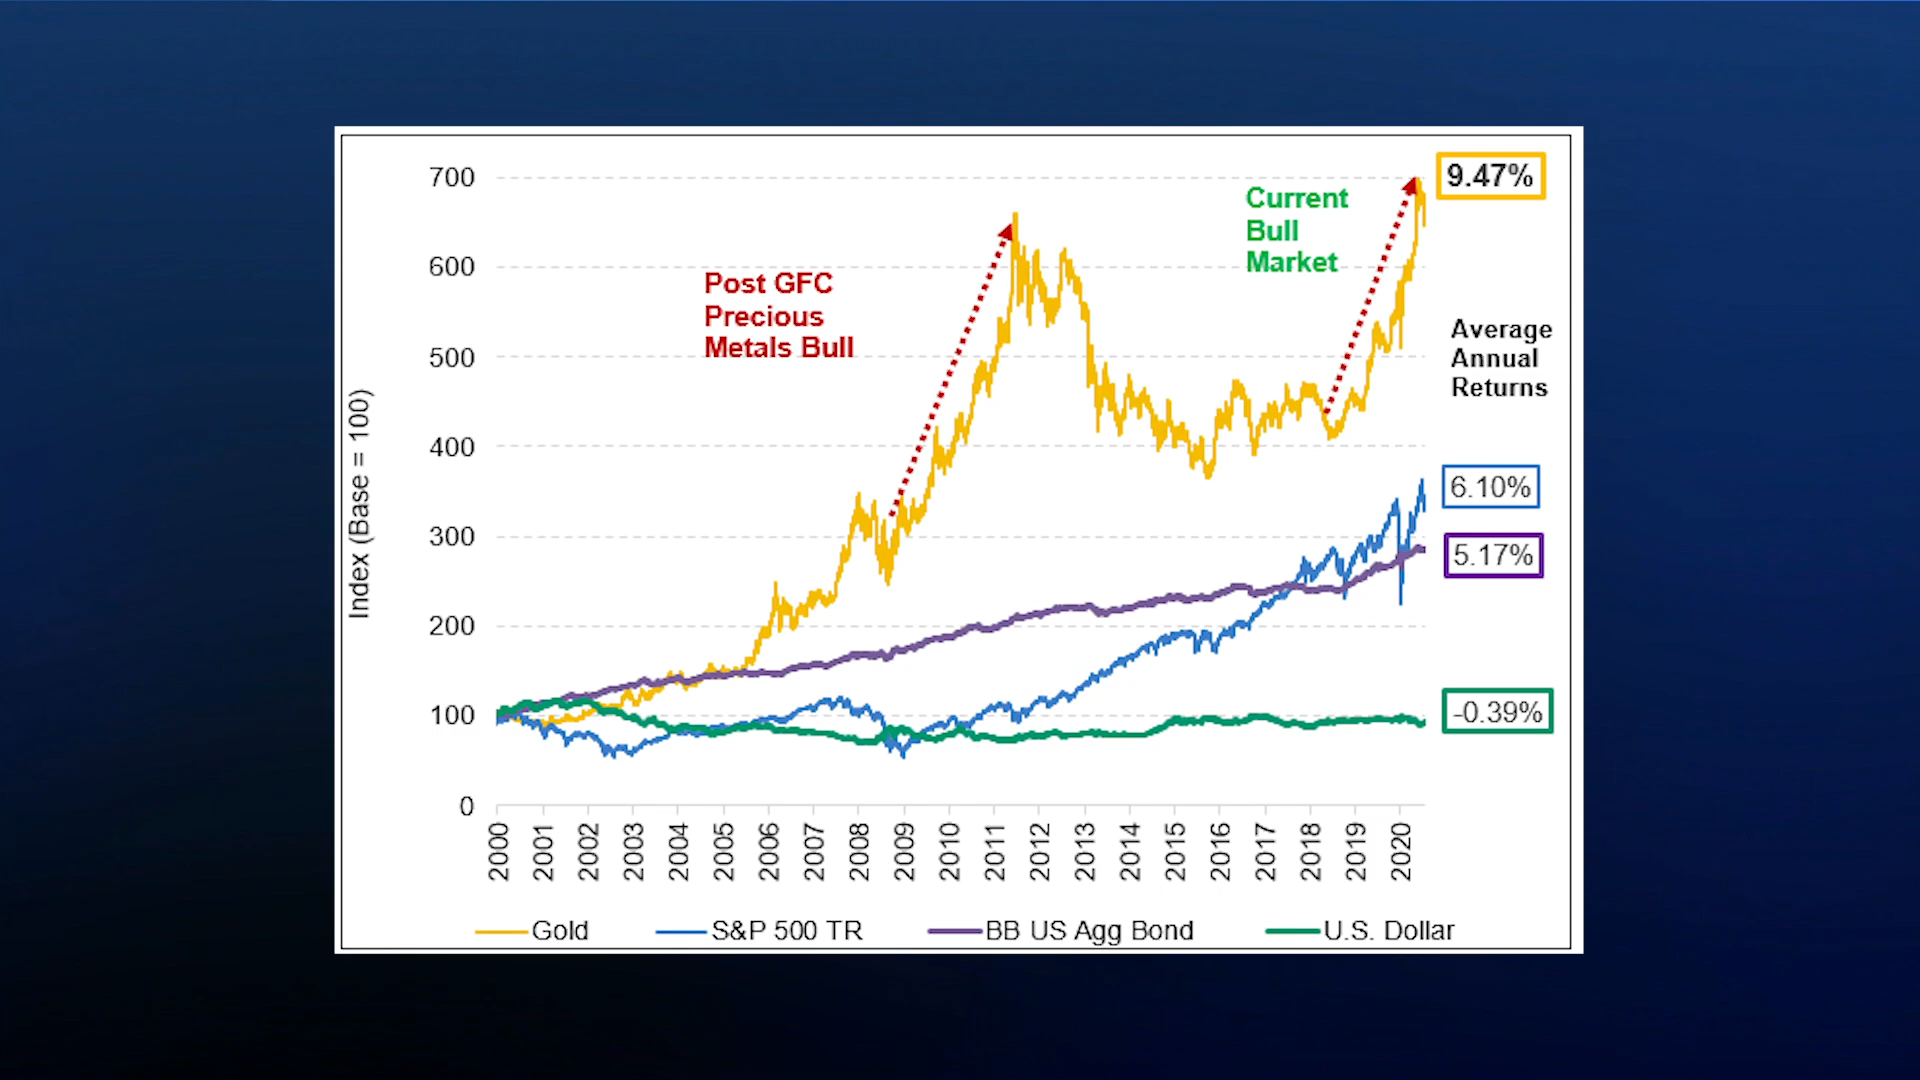 700
600
500
400
300
200
100
0
Index (Base = 100)
Post GFC
Precious
Metals Bull
Current
Bull
Market
9.47%
Average
Annual
Returns
6.10%
5.17%
-0.39%
2000 2001 2002 2003 2004 2005 2006 2007 2008 2009 2010 2011 2012 2013 2014 2015 2016 2017 2018 2019 2020
Gold S&P 500 TR BB US Agg Bond U.S. Dollar